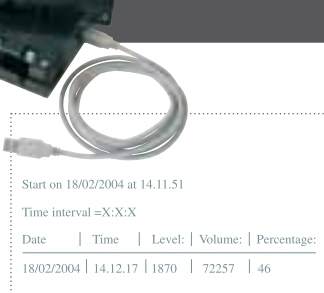 Start on 18/02/2004 at 14.11.51
Time interval =X:X:X
Date | Time | Level: | Volume: | Percentage:
18/02/2004 | 14.12.17 | 1870 | 72257 | 46